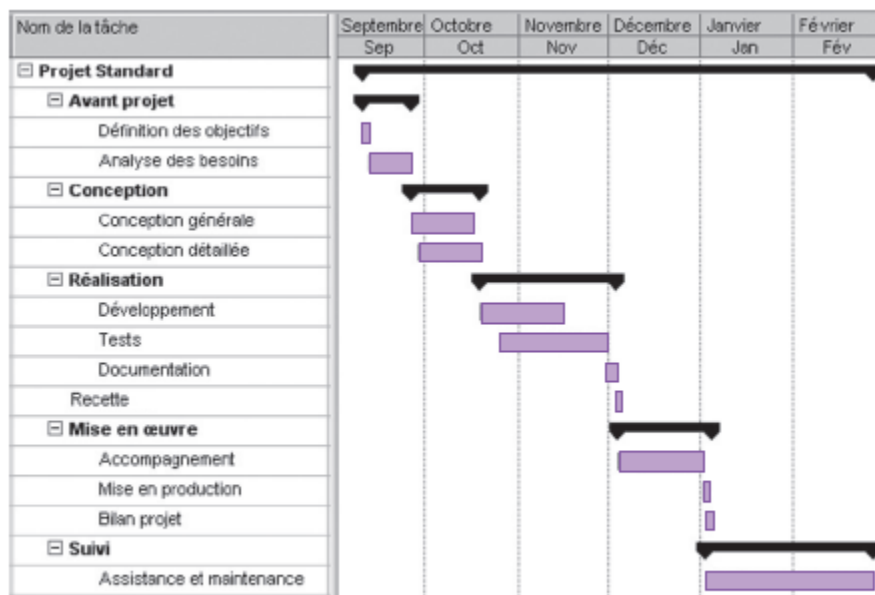 Nom de la tâche
Septembre Octobre Novembre Décembre Janvier Février
Sep Oct Nov Déc Jan Fév
Projet Standard
Avant projet
Définition des objectifs
Analyse des besoins
Conception
Conception générale
Conception détaillée
Réalisation
Développement
Tests
Documentation
Recette
Mise en œuvre
Accompagnement
Mise en production
Bilan projet
Suivi
Assistance et maintenance